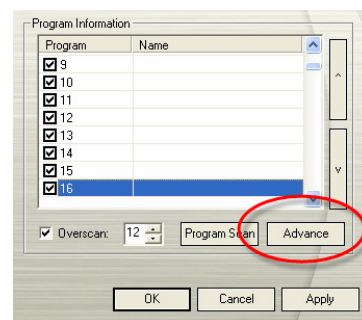 Program Information
Program Name
9
10
11
12
13
14
15
16
Overscan: 12 Program Scan Advance
OK Cancel Apply